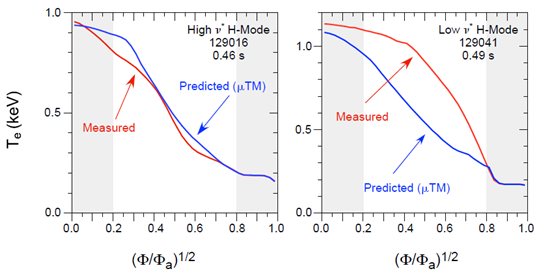 High ν* H-Mode
129016
0.46 s
Predicted (μTM)
Measured
Te (keV)
1.0
0.5
0.0
0.0 0.2 0.4 0.6 0.8 1.0
(Φ/Φa)1/2
Low ν* H-Mode
129041
0.49 s
Measured
Predicted (μTM)
1.0
0.5
0.0
0.0 0.2 0.4 0.6 0.8 1.0
(Φ/Φa)1/2